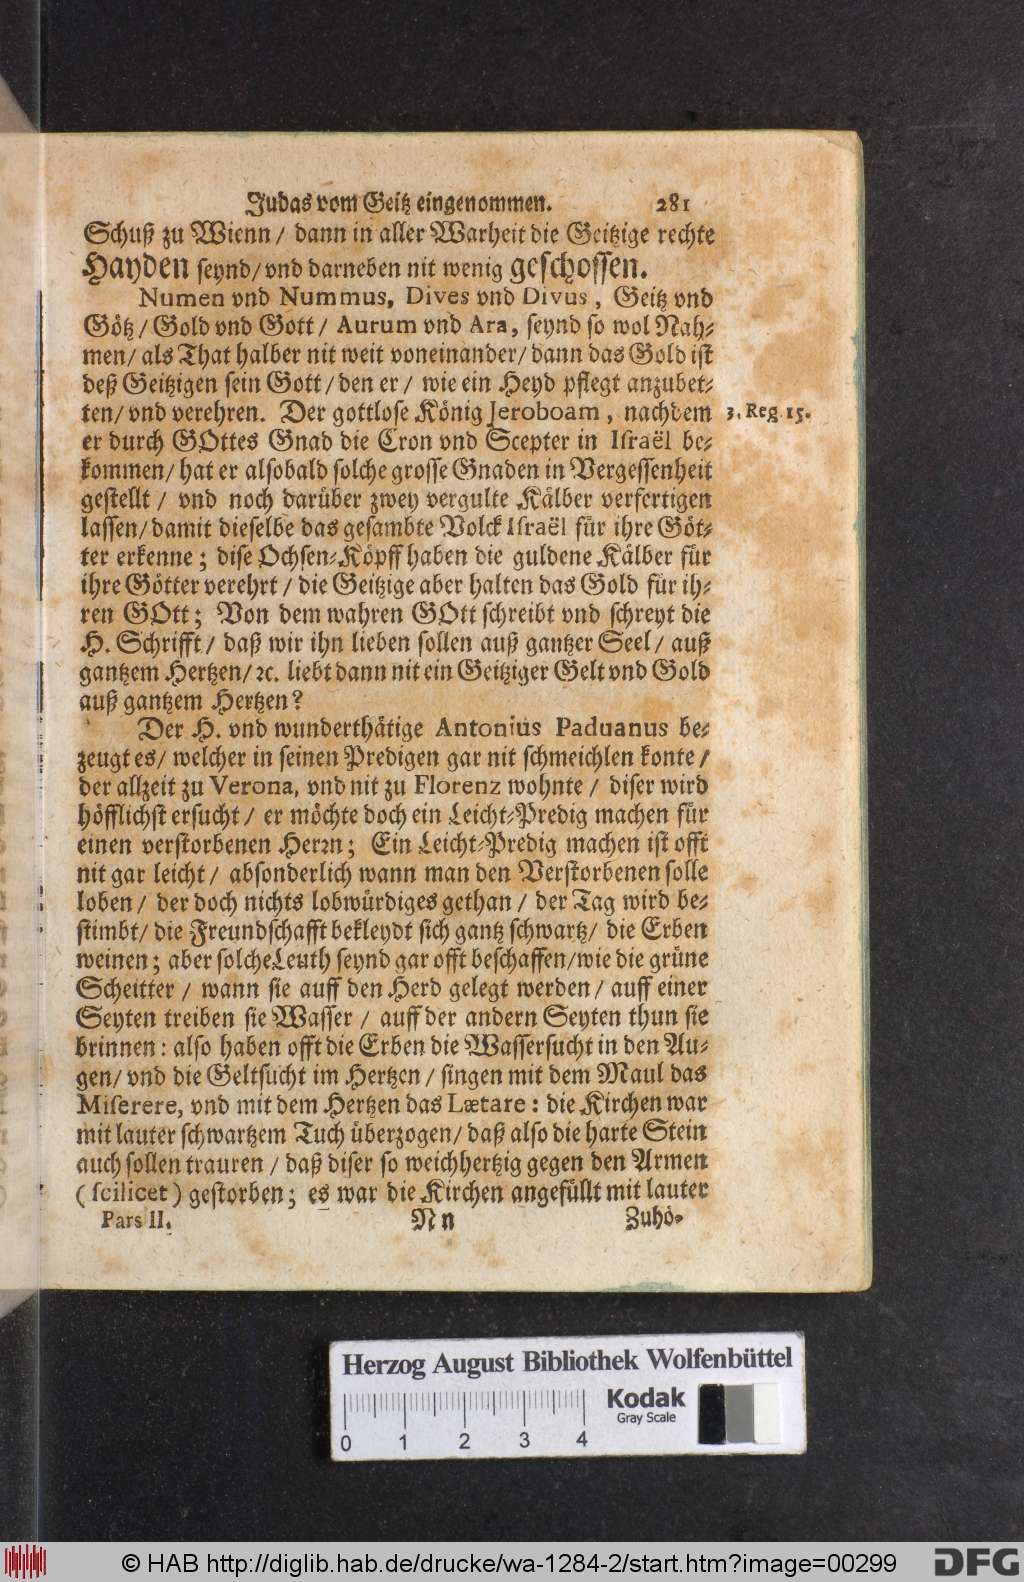 Judas vom Geitz eingenommen. 281
Schuß zu Wienn / dann in aller Warheit die Geitzige rechte
Hayden seynd / vnd darneben nit wenig geschossen.
Numen vnd Nummus, Dives vnd Divus, Geitz vnd
Götz / Gold vnd Gott / Aurum vnd Ara, seynd so wol Nah-
men / als That halber nit weit voneinander / dann das Gold ist
deß Geitzigen sein Gott / den er / wie ein Heyd pflegt anzubet-
ten / vnd verehren. Der gottlose König Jeroboam, nachdem 3. Reg 15.
er durch GOttes Gnad die Cron vnd Scepter in Israël be-
kommen / hat er alsobald solche grosse Gnaden in Vergessenheit
gestellt / vnd noch darüber zwey vergulte Kälber verfertigen
lassen / damit dieselbe das gesambte Volck Israël für ihre Göt-
ter erkenne; dise Ochsen-Köpff haben die guldene Kälber für
ihre Götter verehrt / die Geitzige aber halten das Gold für ih-
ren GOtt; Von dem wahren GOtt schreibt vnd schreyt die
H. Schrifft / daß wir ihn lieben sollen auß gantzer Seel / auß
gantzem Hertzen / ꝛc. liebt dann nit ein Geitziger Gelt vnd Gold
auß gantzem Hertzen?
Der H. vnd wunderthätige Antonius Paduanus be-
zeugt es / welcher in seinen Predigen gar nit schmeichlen konte /
der allzeit zu Verona, vnd nit zu Florenz wohnte / diser wird
höfflichst ersucht / er möchte doch ein Leicht-Predig machen für
einen verstorbenen Herrn; Ein Leicht-Predig machen ist offt
nit gar leicht / absonderlich wann man den Verstorbenen solle
loben / der doch nichts lobwürdiges gethan / der Tag wird be-
stimbt / die Freundschafft bekleydt sich gantz schwartz / die Erben
weinen; aber solche Leuth seynd gar offt beschaffen / wie die grüne
Scheitter / wann sie auff den Herd gelegt werden / auff einer
Seyten treiben sie Wasser / auff der andern Seyten thun sie
brinnen: also haben offt die Erben die Wassersucht in den Au-
gen / vnd die Geltsucht im Hertzen / singen mit dem Maul das
Miserere, vnd mit dem Hertzen das Lætare: die Kirchen war
mit lauter schwartzem Tuch überzogen / daß also die harte Stein
auch sollen trauren / daß diser so weichhertzig gegen den Armen
(scilicet) gestorben; es war die Kirchen angefüllt mit lauter
Pars II. Nn Zuhö-
Herzog August Bibliothek Wolfenbüttel
Kodak
Gray Scale
0 1 2 3 4
© HAB http://diglib.hab.de/drucke/wa-1284-2/start.htm?image=00299 DFG